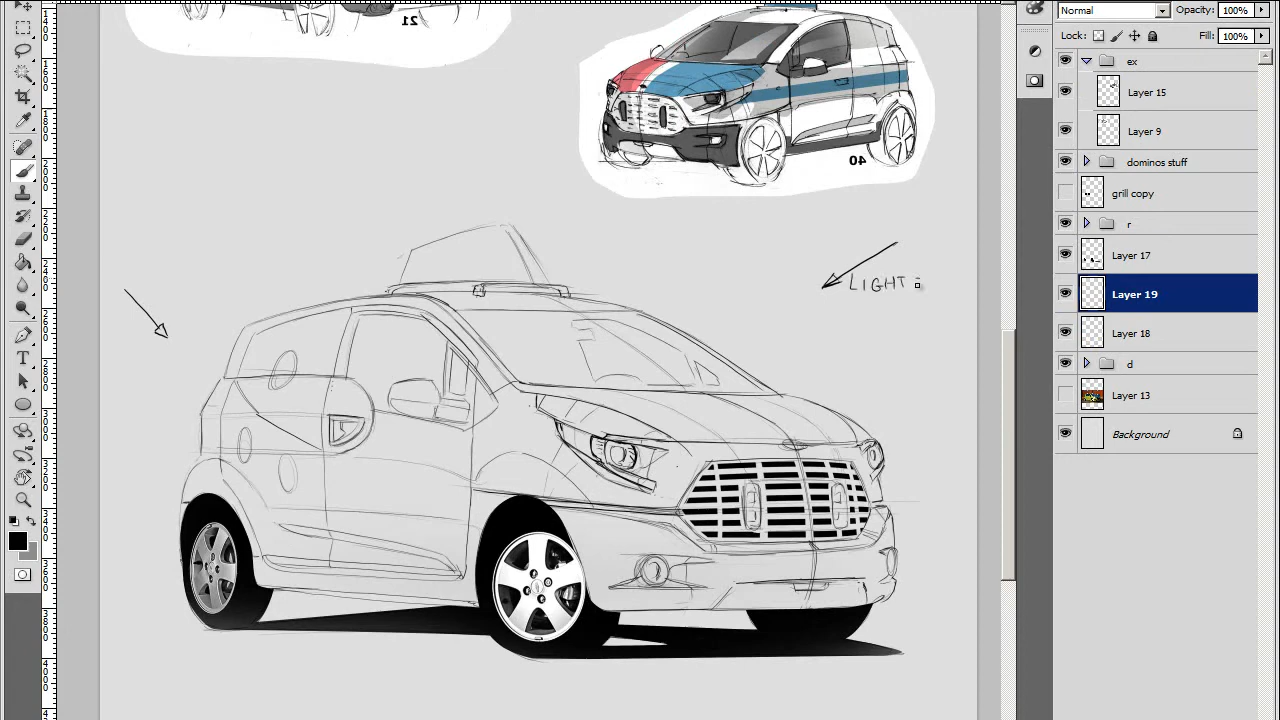 Normal
Opacity: 100%
Lock:
Fill: 100%
ex
Layer 15
Layer 9
dominos stuff
grill copy
r
Layer 17
Layer 19
Layer 18
d
Layer 13
Background
21
40
LIGHT